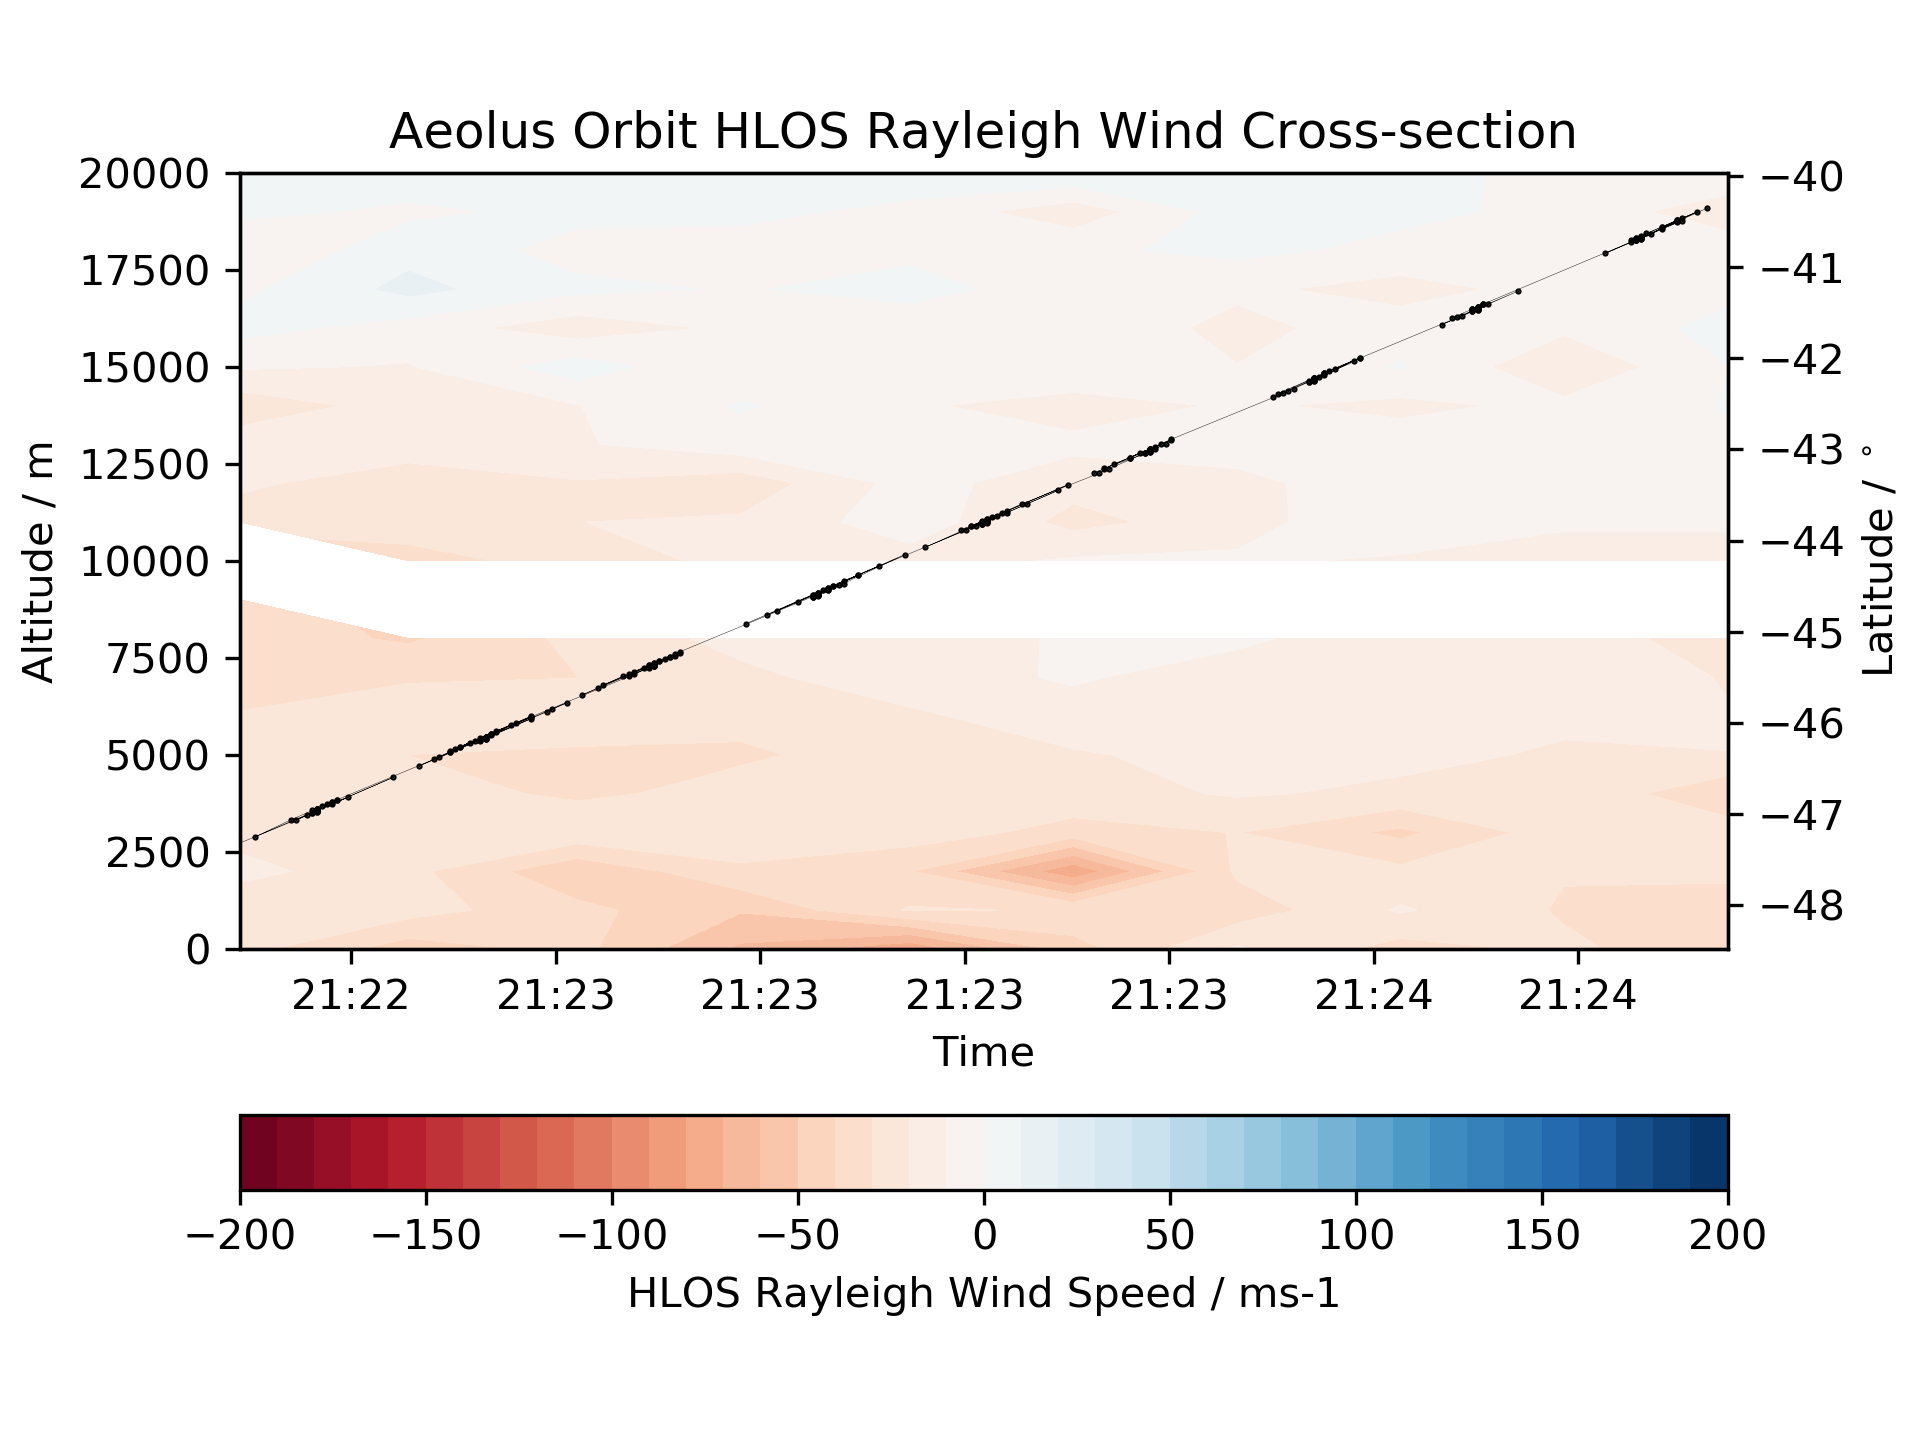 Aeolus Orbit HLOS Rayleigh Wind Cross-section
20000
17500
15000
12500
10000
7500
5000
2500
0
Altitude / m
−40
−41
−42
−43
−44
−45
−46
−47
−48
Latitude / °
21:22 21:23 21:23 21:23 21:23 21:24 21:24
Time
−200 −150 −100 −50 0 50 100 150 200
HLOS Rayleigh Wind Speed / ms-1